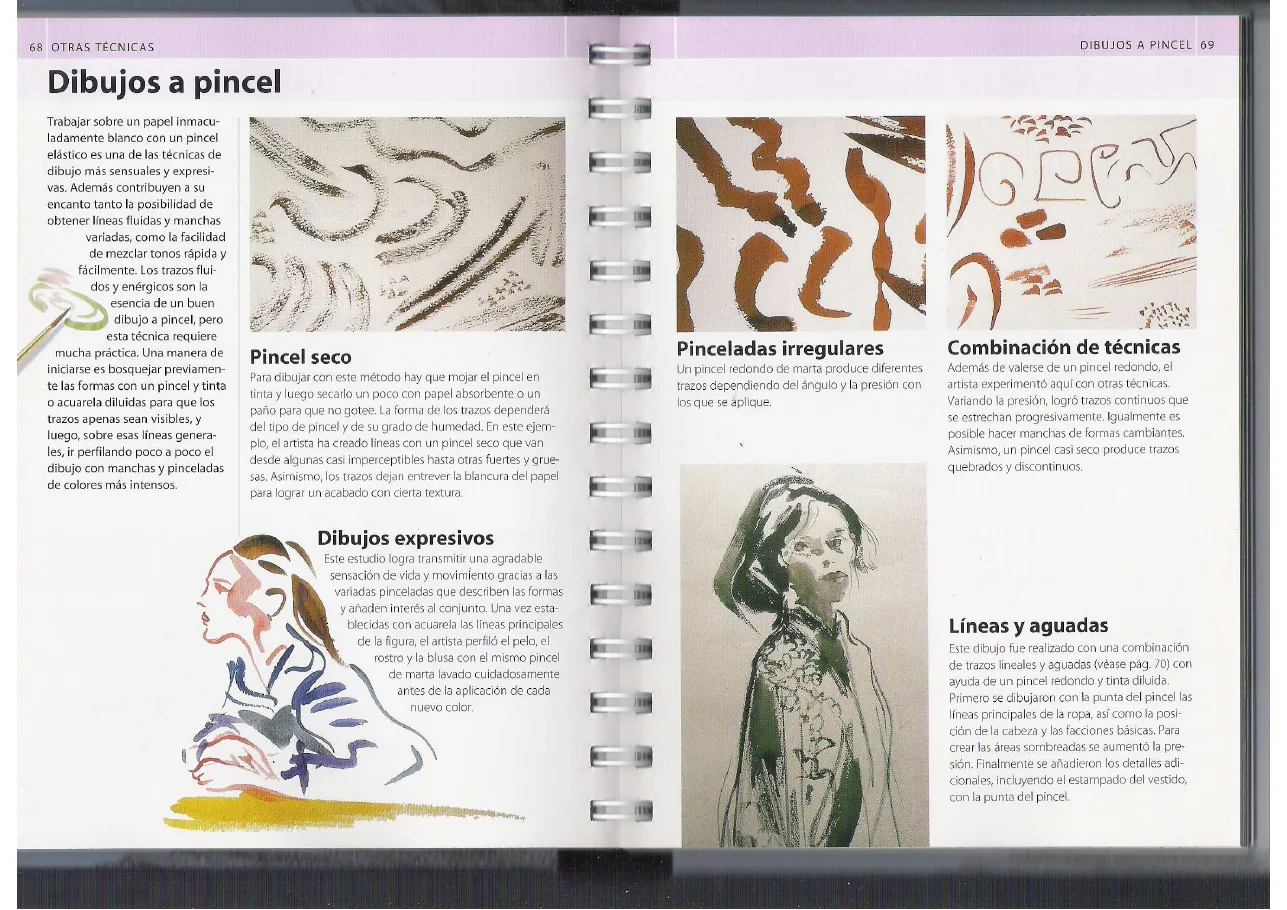 68 OTRAS TÉCNICAS
Dibujos a pincel
Trabajar sobre un papel inmacu-
ladamente blanco con un pincel
elástico es una de las técnicas de
dibujo más sensuales y expresi-
vas. Además contribuyen a su
encanto tanto la posibilidad de
obtener líneas fluidas y manchas
variadas, como la facilidad
de mezclar tonos rápida y
fácilmente. Los trazos flui-
dos y enérgicos son la
esencia de un buen
dibujo a pincel, pero
esta técnica requiere
mucha práctica. Una manera de
iniciarse es bosquejar previamen-
te las formas con un pincel y tinta
o acuarela diluidas para que los
trazos apenas sean visibles, y
luego, sobre esas líneas genera-
les, ir perfilando poco a poco el
dibujo con manchas y pinceladas
de colores más intensos.
Pincel seco
Para dibujar con este método hay que mojar el pincel en
tinta y luego secarlo un poco con papel absorbente o un
paño para que no gotee. La forma de los trazos dependerá
del tipo de pincel y de su grado de humedad. En este ejem-
plo, el artista ha creado líneas con un pincel seco que van
desde algunas casi imperceptibles hasta otras fuertes y grue-
sas. Asimismo, los trazos dejan entrever la blancura del papel
para lograr un acabado con cierta textura.
Dibujos expresivos
Este estudio logra transmitir una agradable
sensación de vida y movimiento gracias a las
variadas pinceladas que describen las formas
y añaden interés al conjunto. Una vez esta-
blecidas con acuarela las líneas principales
de la figura, el artista perfiló el pelo, el
rostro y la blusa con el mismo pincel
de marta lavado cuidadosamente
antes de la aplicación de cada
nuevo color.
DIBUJOS A PINCEL 69
Pinceladas irregulares
Un pincel redondo de marta produce diferentes
trazos dependiendo del ángulo y la presión con
los que se aplique.
Combinación de técnicas
Además de valerse de un pincel redondo, el
artista experimentó aquí con otras técnicas.
Variando la presión, logró trazos continuos que
se estrechan progresivamente. Igualmente es
posible hacer manchas de formas cambiantes.
Asimismo, un pincel casi seco produce trazos
quebrados y discontinuos.
Líneas y aguadas
Este dibujo fue realizado con una combinación
de trazos lineales y aguadas (véase pág. 70) con
ayuda de un pincel redondo y tinta diluida.
Primero se dibujaron con la punta del pincel las
líneas principales de la ropa, así como la posi-
ción de la cabeza y las facciones básicas. Para
crear las áreas sombreadas se aumentó la pre-
sión. Finalmente se añadieron los detalles adi-
cionales, incluyendo el estampado del vestido,
con la punta del pincel.